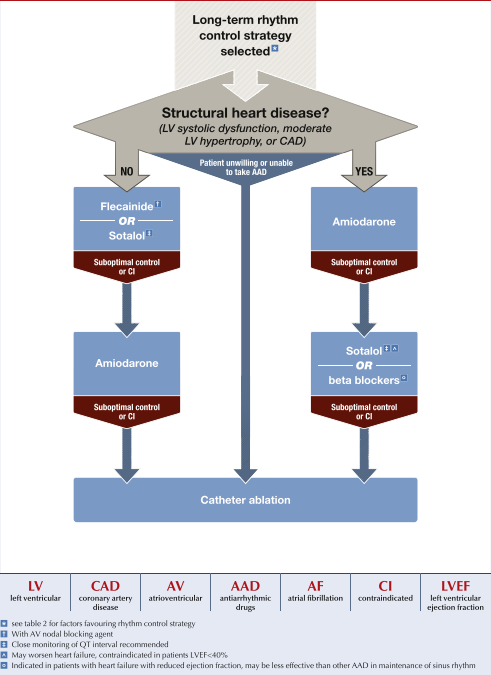 Long-term rhythm
control strategy
selected*
Structural heart disease?
(LV systolic dysfunction, moderate
LV hypertrophy, or CAD)
Patient unwilling or unable
to take AAD
NO
YES
Flecainide†
OR
Sotalol‡
Amiodarone
Suboptimal control
or CI
Suboptimal control
or CI
Amiodarone
Sotalol‡ ^
OR
beta blockers◊
Suboptimal control
or CI
Suboptimal control
or CI
Catheter ablation
LV
left ventricular
CAD
coronary artery
disease
AV
atrioventricular
AAD
antiarrhythmic
drugs
AF
atrial fibrillation
CI
contraindicated
LVEF
left ventricular
ejection fraction
* see table 2 for factors favouring rhythm control strategy
† With AV nodal blocking agent
‡ Close monitoring of QT interval recommended
^ May worsen heart failure, contraindicated in patients LVEF<40%
◊ Indicated in patients with heart failure with reduced ejection fraction, may be less effective than other AAD in maintenance of sinus rhythm